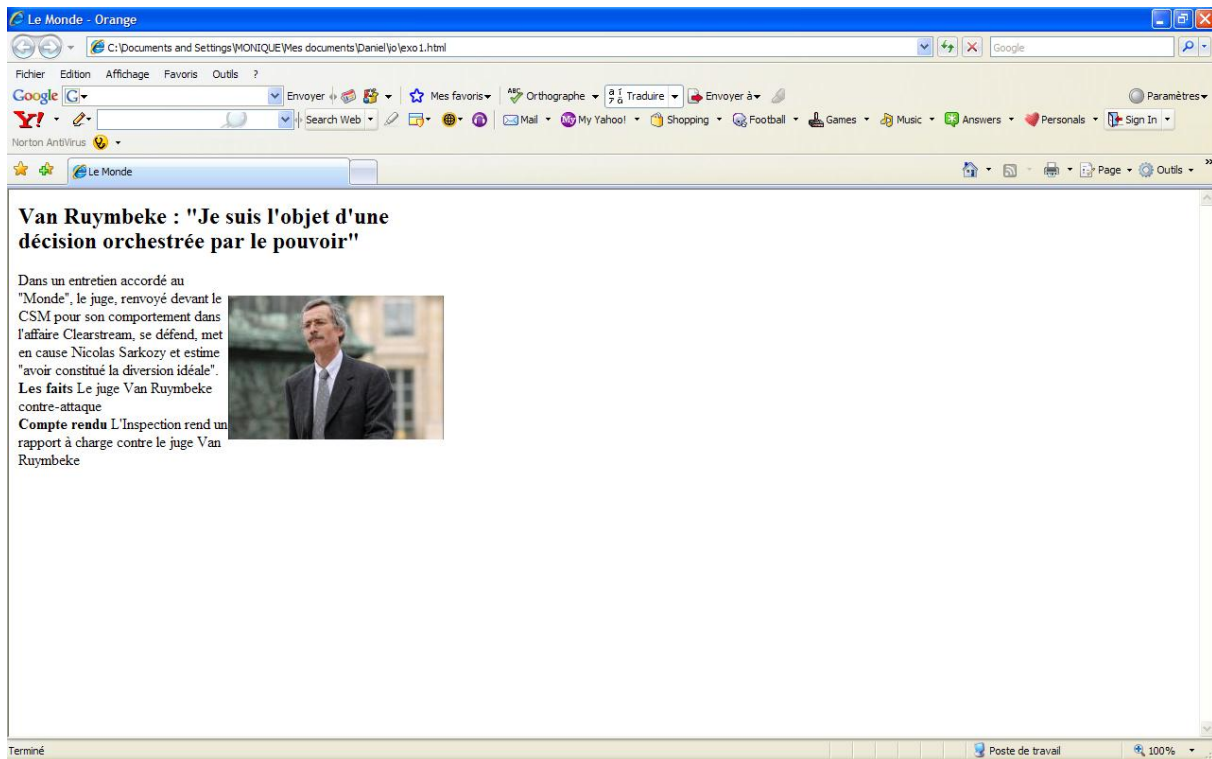 Le Monde - Orange
C:\Documents and Settings\MONIQUE\Mes documents\Daniel\jo\exo1.html
Google
Fichier Edition Affichage Favoris Outils ?
Google G Envoyer Mes favoris ABC Orthographe Traduire Envoyer à Paramètres
Y! Search Web Mail My Yahoo! Shopping Football Games Music Answers Personals Sign In
Norton AntiVirus
Le Monde Page Outils »
Van Ruymbeke : "Je suis l'objet d'une
décision orchestrée par le pouvoir"
Dans un entretien accordé au
"Monde", le juge, renvoyé devant le
CSM pour son comportement dans
l'affaire Clearstream, se défend, met
en cause Nicolas Sarkozy et estime
"avoir constitué la diversion idéale".
Les faits Le juge Van Ruymbeke
contre-attaque
Compte rendu L'Inspection rend un
rapport à charge contre le juge Van
Ruymbeke
Terminé Poste de travail 100%